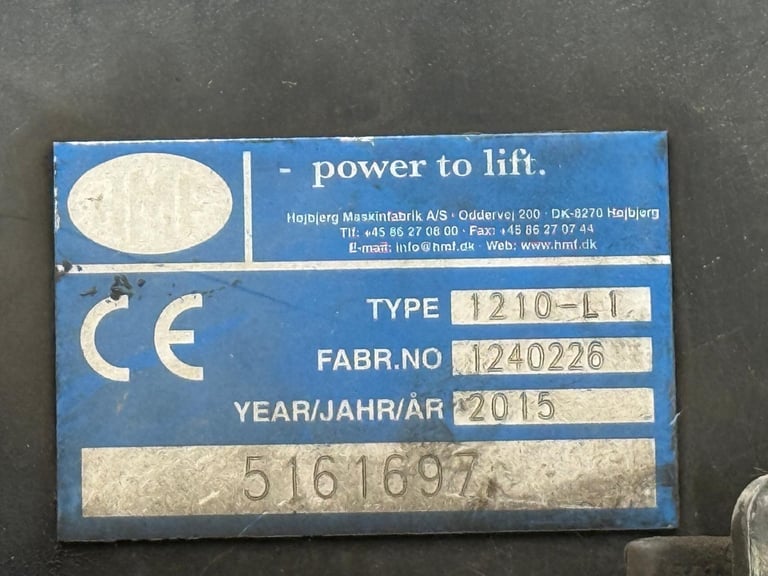 HMF
- power to lift.
Højbjerg Maskinfabrik A/S · Oddervej 200 · DK-8270 Højbjerg
Tlf: +45 86 27 08 00 · Fax: +45 86 27 07 44
E-mail: info@hmf.dk · Web: www.hmf.dk
CE
TYPE 1210-L1
FABR.NO 1240226
YEAR/JAHR/ÅR 2015
5161697